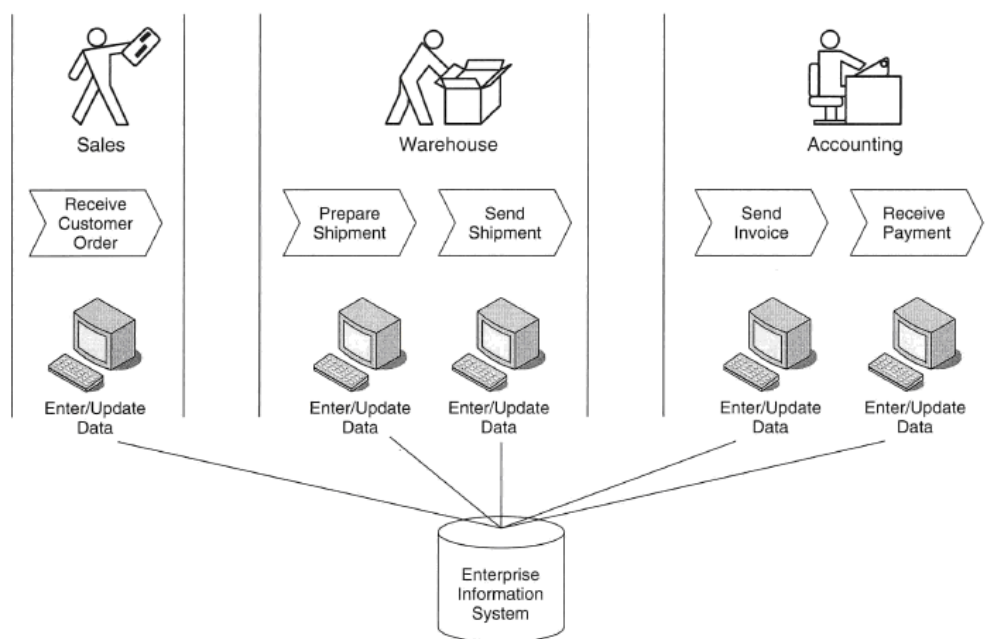 Sales
Warehouse
Accounting
Receive
Customer
Order
Prepare
Shipment
Send
Shipment
Send
Invoice
Receive
Payment
Enter/Update
Data
Enter/Update
Data
Enter/Update
Data
Enter/Update
Data
Enter/Update
Data
Enterprise
Information
System